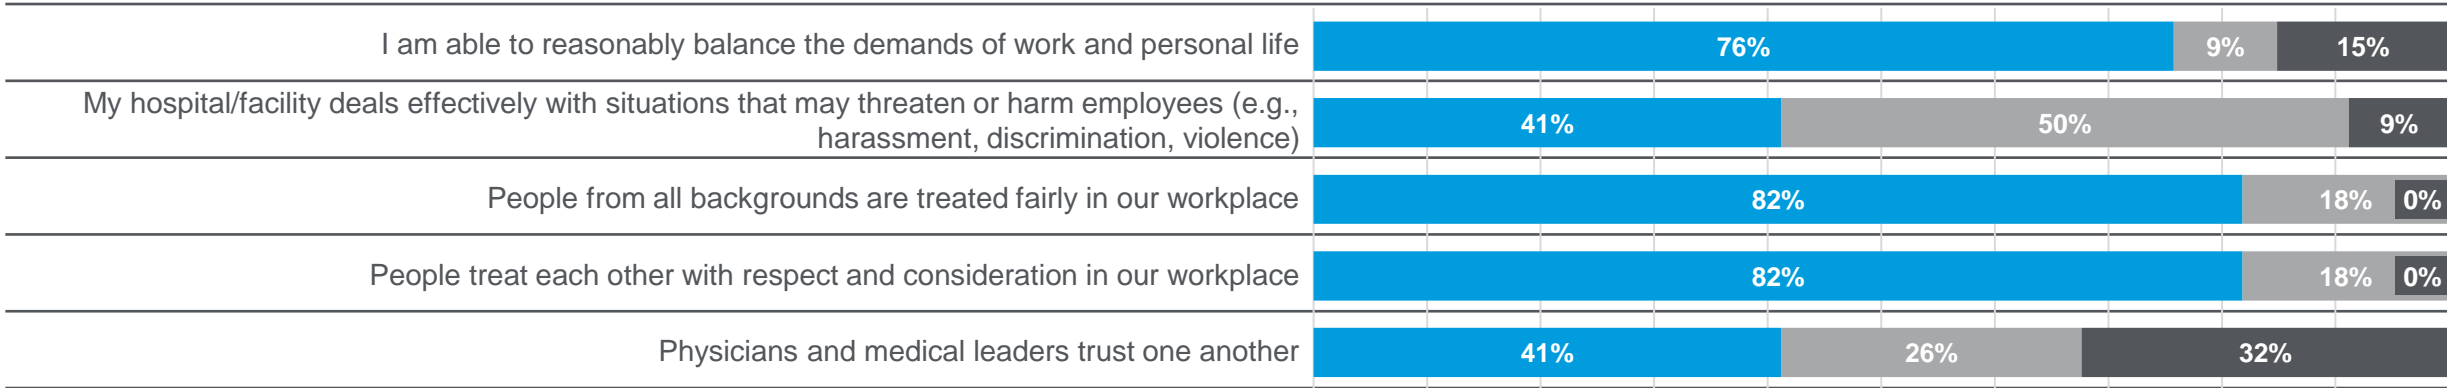 I am able to reasonably balance the demands of work and personal life
76% 9% 15%
My hospital/facility deals effectively with situations that may threaten or harm employees (e.g.,
harassment, discrimination, violence)
41% 50% 9%
People from all backgrounds are treated fairly in our workplace
82% 18% 0%
People treat each other with respect and consideration in our workplace
82% 18% 0%
Physicians and medical leaders trust one another
41% 26% 32%